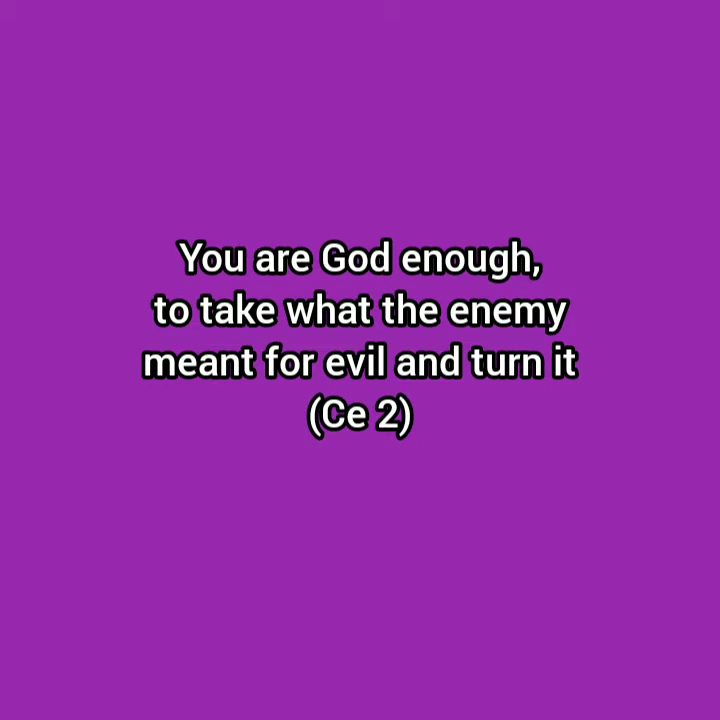 You are God enough,
to take what the enemy
meant for evil and turn it
(Ce 2)